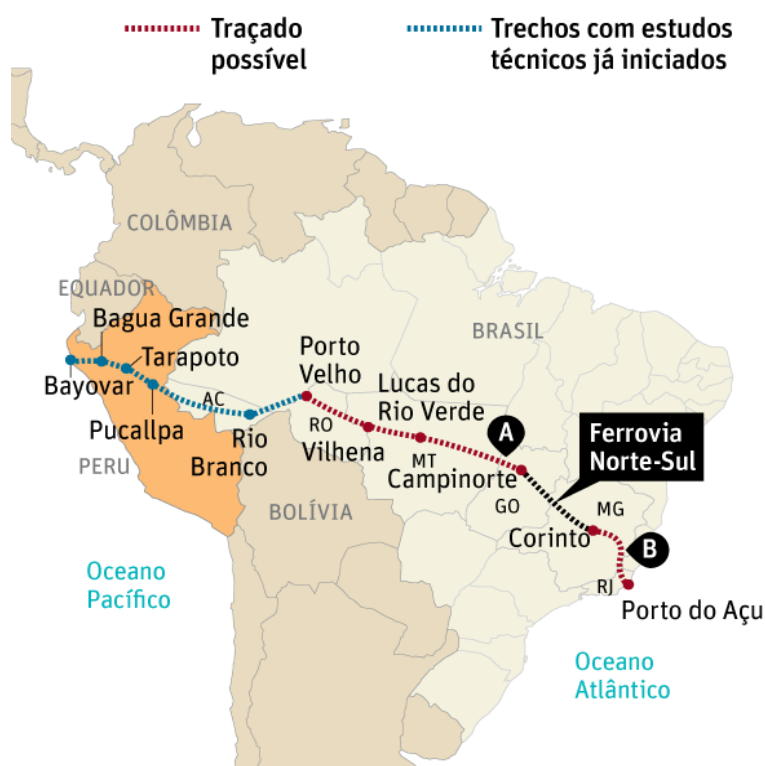 Traçado
possível
Trechos com estudos
técnicos já iniciados
COLÔMBIA
EQUADOR
Bagua Grande
Tarapoto
Bayovar
Pucallpa
PERU
AC
Rio
Branco
Porto
Velho
RO
Vilhena
BRASIL
Lucas do
Rio Verde
MT
A
Campinorte
GO
Ferrovia
Norte-Sul
MG
Corinto
B
RJ
Porto do Açu
BOLÍVIA
Oceano
Pacífico
Oceano
Atlântico